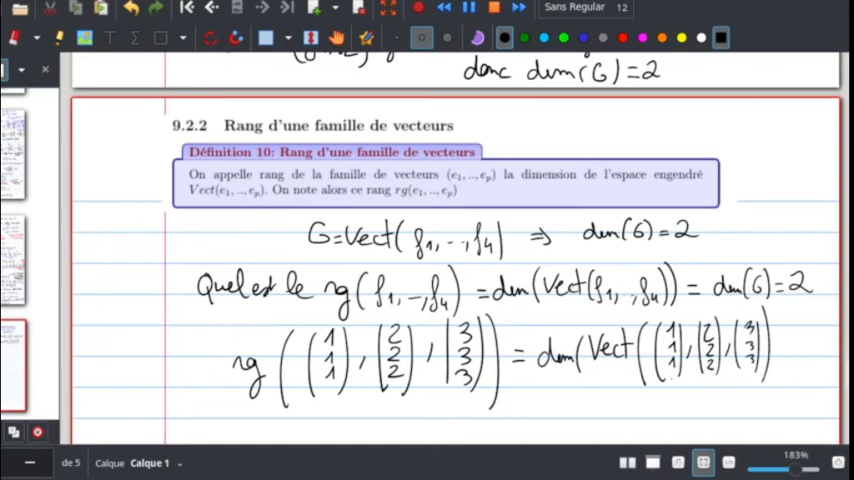 Sans Regular 12
donc dim(G)=2
9.2.2 Rang d'une famille de vecteurs
Définition 10: Rang d'une famille de vecteurs
On appelle rang de la famille de vecteurs (e₁,..,eₚ) la dimension de l'espace engendré
Vect(e₁,..,eₚ). On note alors ce rang rg(e₁,..,eₚ)
G=Vect(f₁,-.,f₄) ⇒ dim(G)=2
Quel est le rg(f₁,-.,f₄) = dim(Vect(f₁,.,f₄)) = dim(G)=2
rg((1 1 1), (2 2 2), (3 3 3)) = dim(Vect((1 1 1), (2 2 2), (3 3 3))
de 5 Calque Calque 1 183%